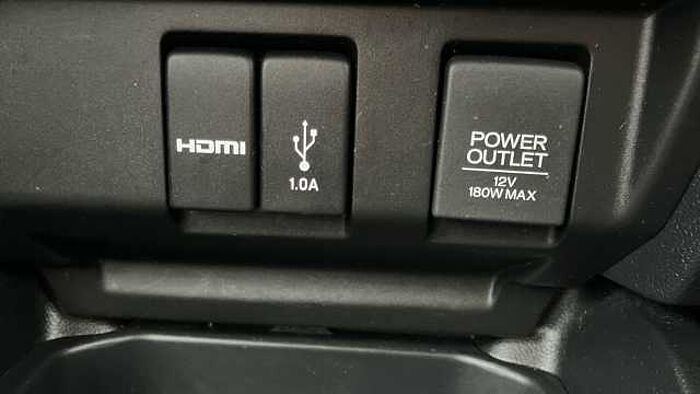 HDMI
1.0A
POWER
OUTLET
12V
180W MAX